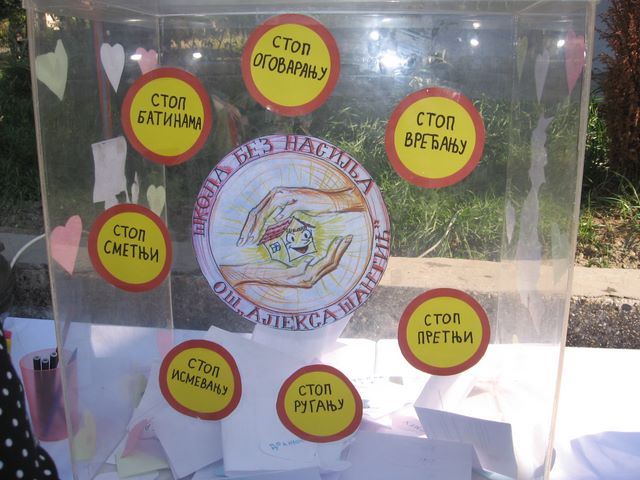 СТОП
ОГОВАРАЊУ
СТОП
БАТИНАМА
СТОП
ВРЕЂАЊУ
ШКОЛА БЕЗ НАСИЉА
ОШ „АЛЕКСА ШАНТИЋ"
СТОП
СМЕТЊИ
СТОП
ПРЕТЊИ
СТОП
ИСМЕВАЊУ
СТОП
РУГАЊУ